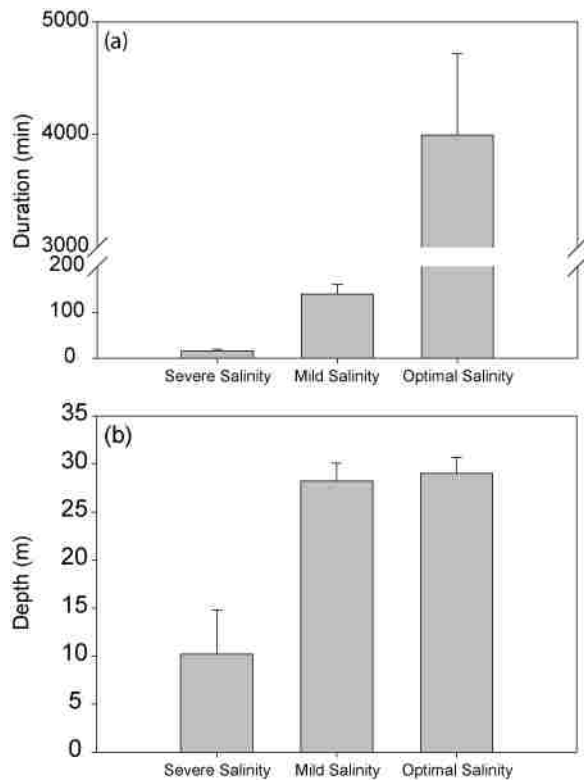 (a)
Duration (min)
5000
4000
3000
200
100
0
Severe Salinity Mild Salinity Optimal Salinity
(b)
Depth (m)
35
30
25
20
15
10
5
0
Severe Salinity Mild Salinity Optimal Salinity